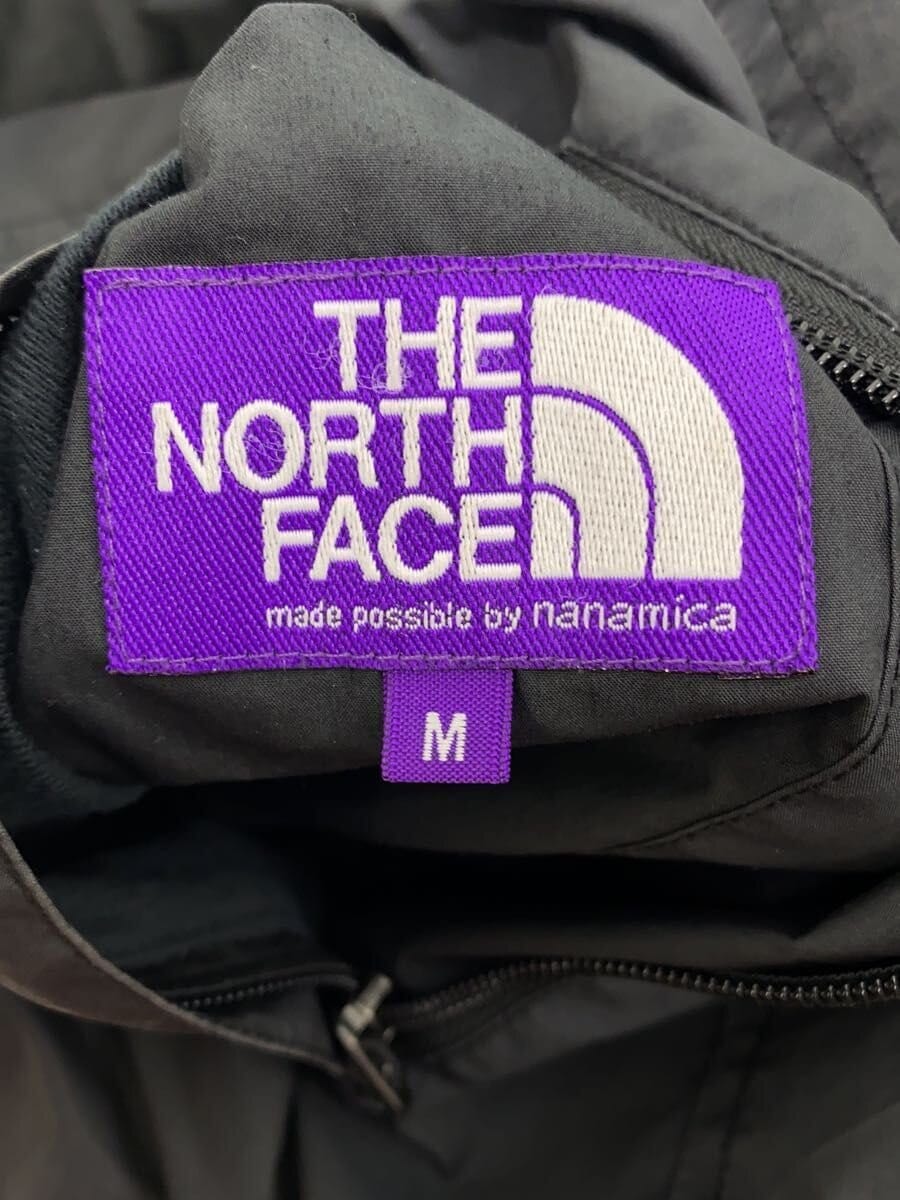 THE
NORTH
FACE
made possible by nanamica
M